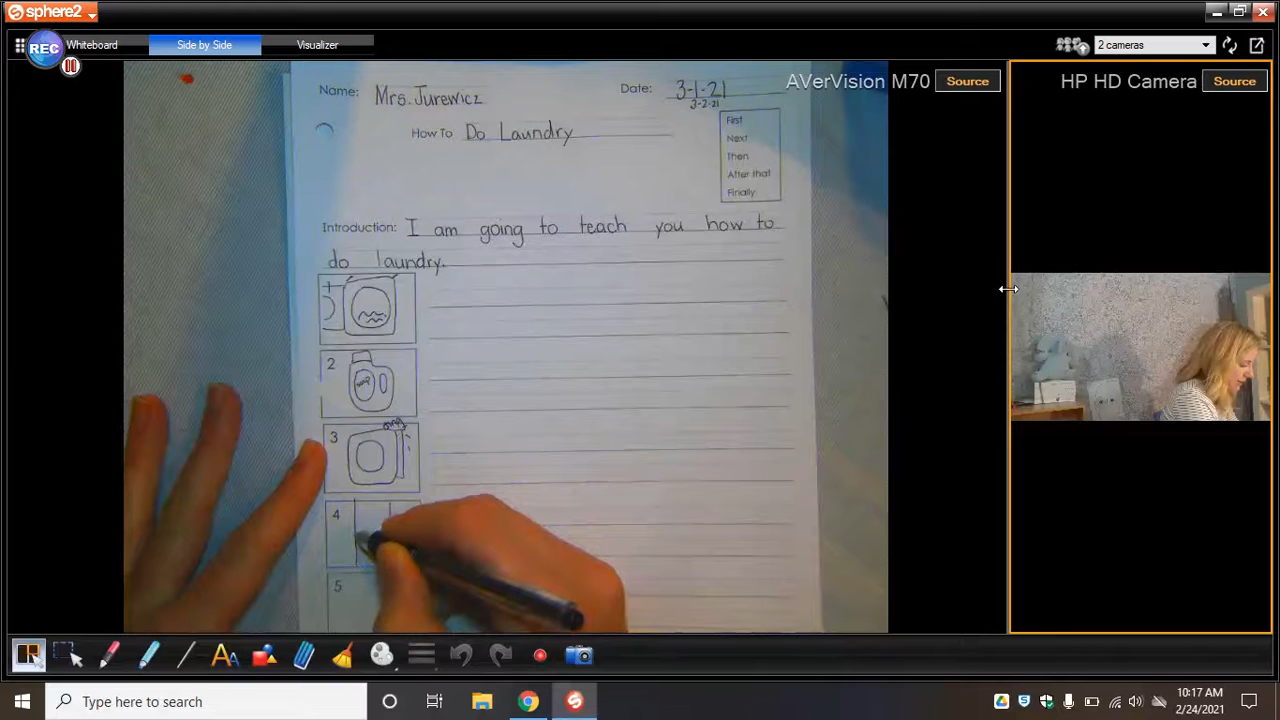 sphere2
REC
Whiteboard
Side by Side
Visualizer
2 cameras
AVerVision M70
Source
HP HD Camera
Source
Name: Mrs. Jurewicz
Date: 3-1-21
3-2-21
How To Do Laundry
First
Next
Then
After that
Finally
Introduction: I am going to teach you how to
do laundry.
2
3
4
5
Type here to search
10:17 AM
2/24/2021